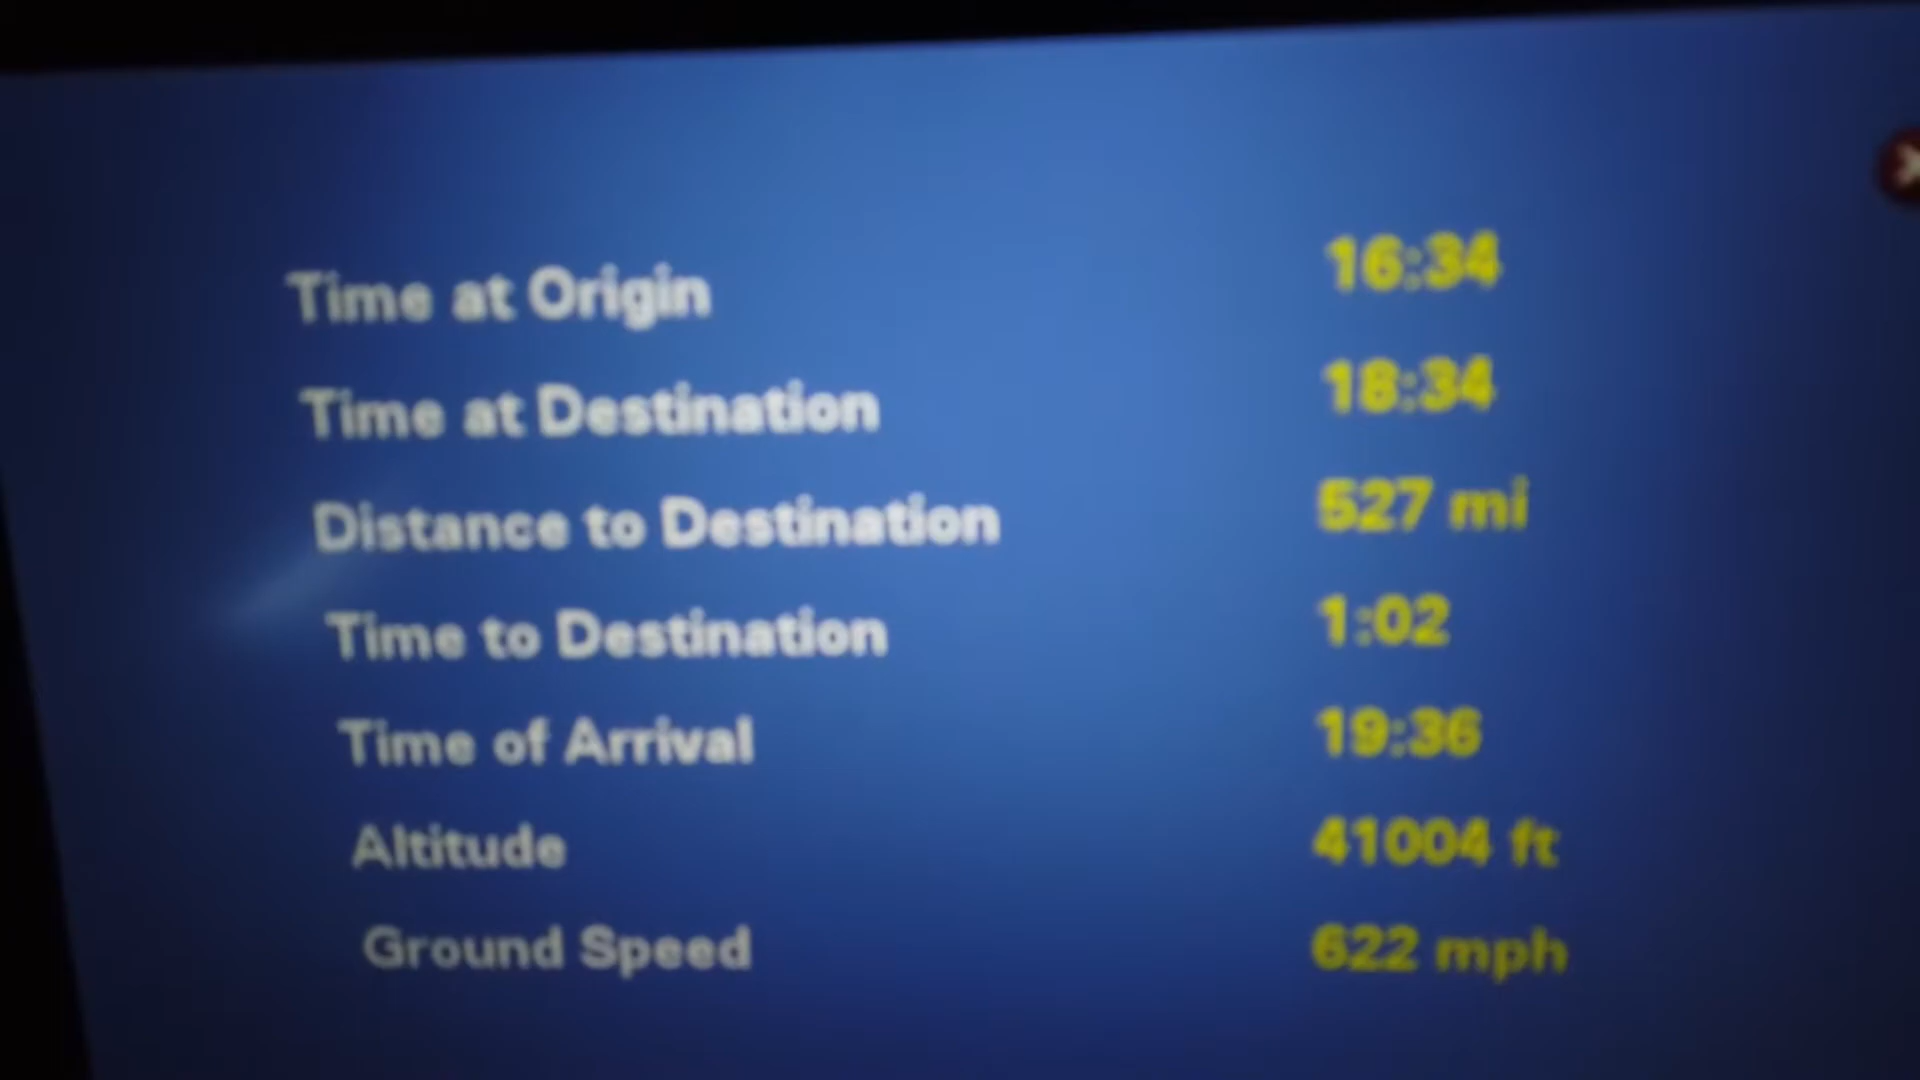 Time at Origin 16:34
Time at Destination 18:34
Distance to Destination 527 mi
Time to Destination 1:02
Time of Arrival 19:36
Altitude 41004 ft
Ground Speed 622 mph